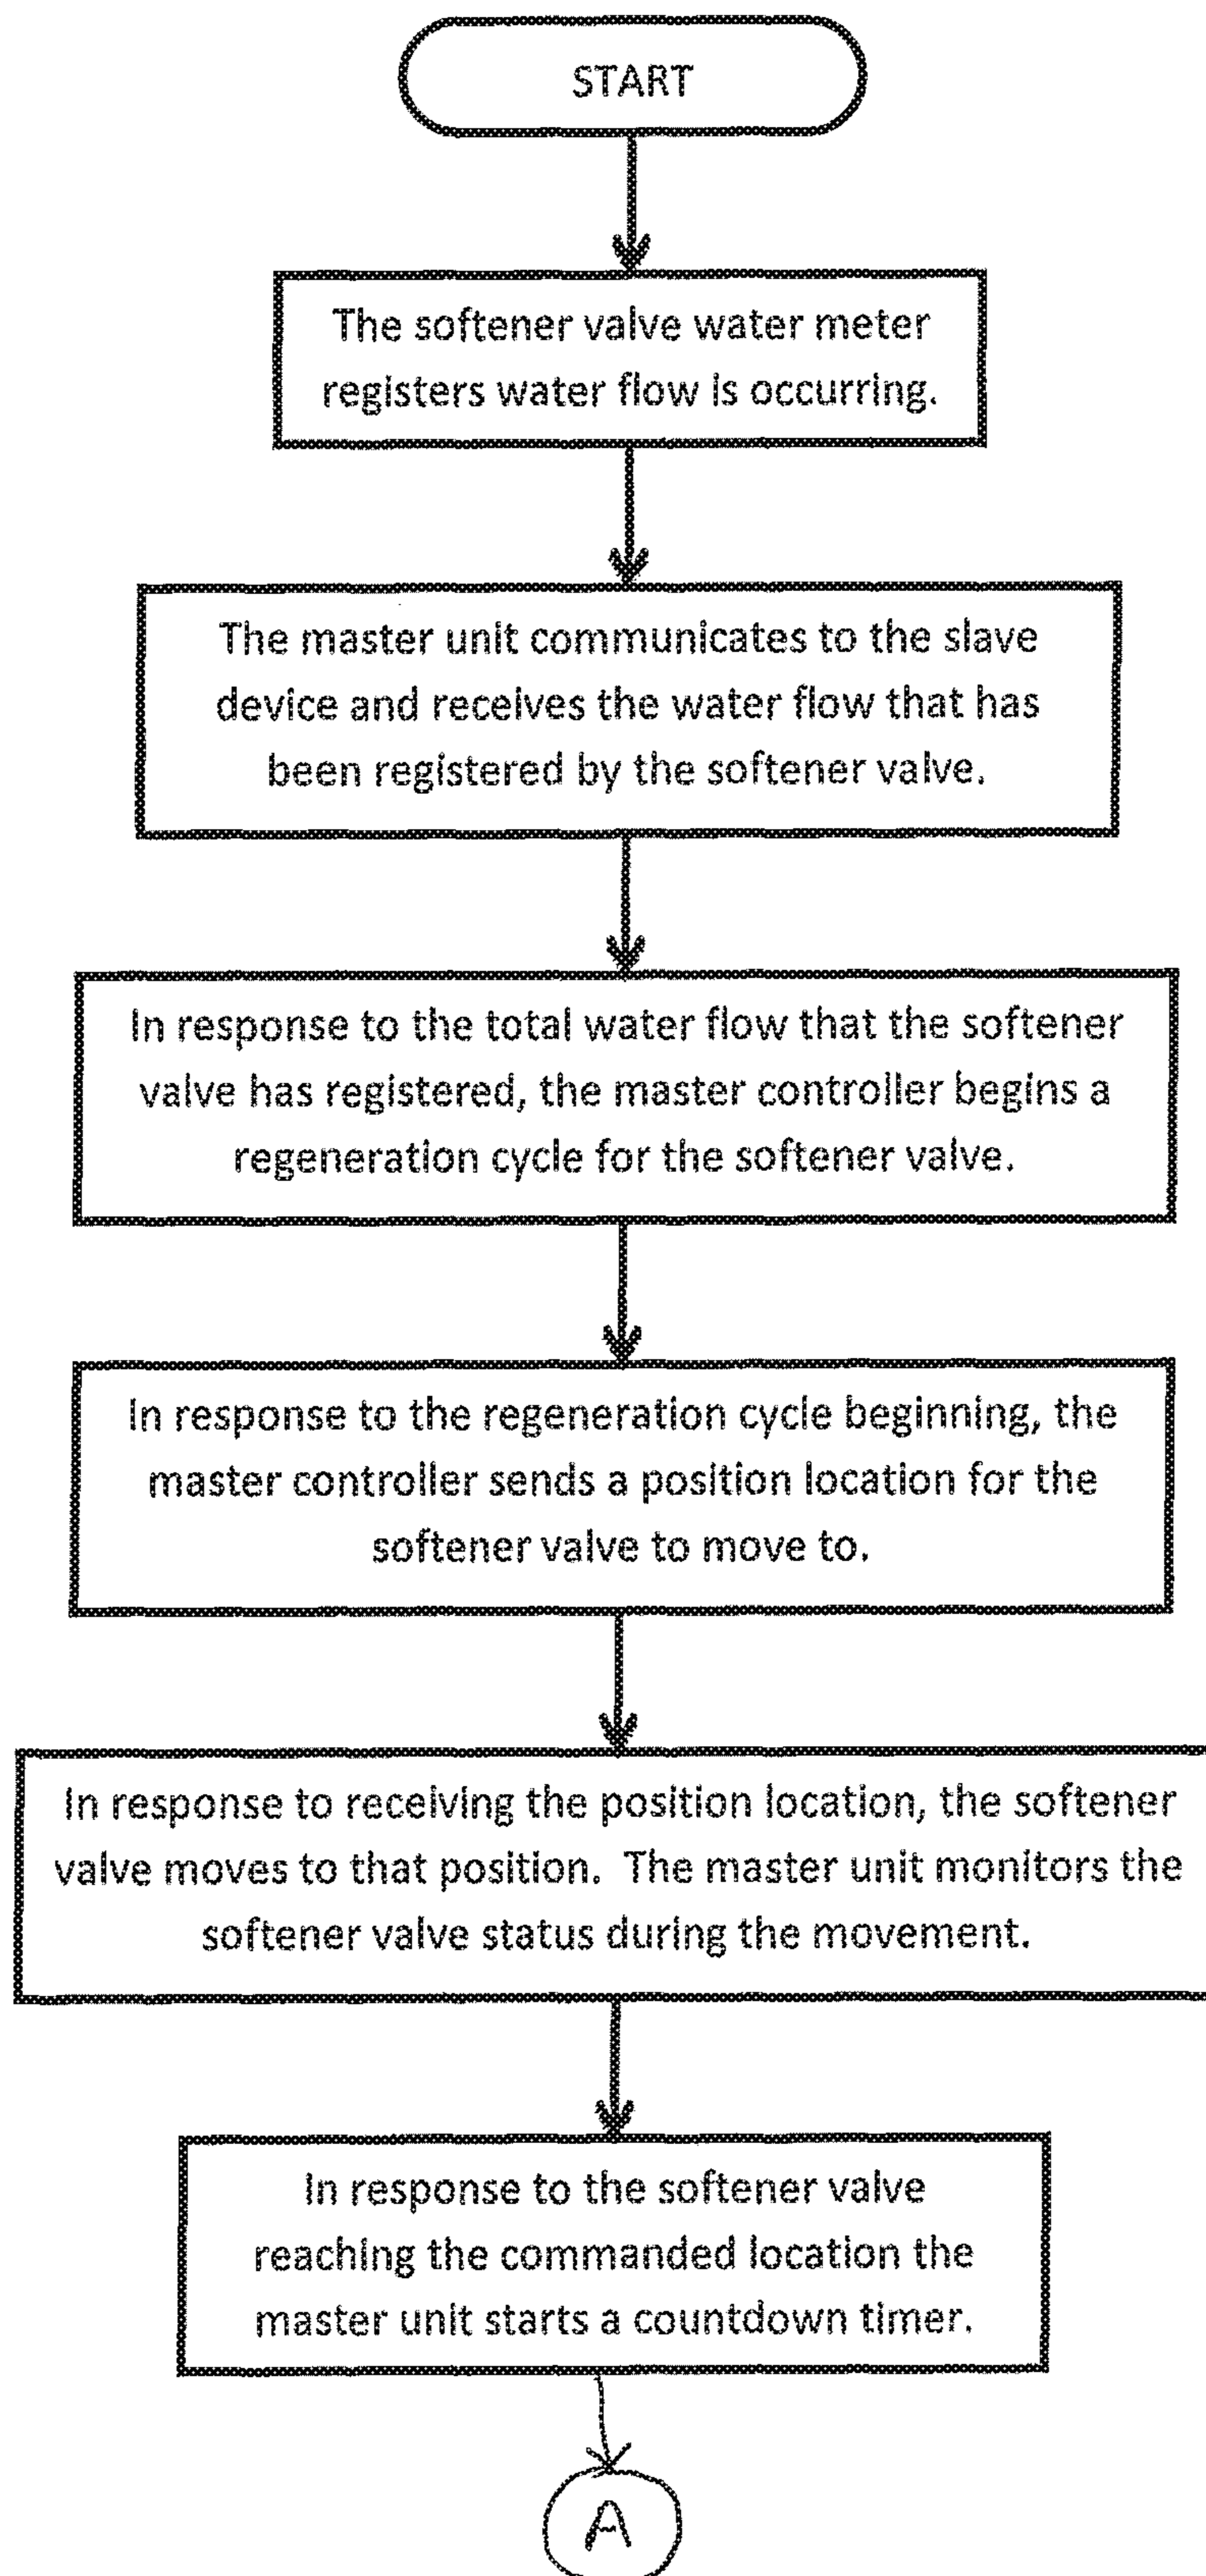 START
The softener valve water meter
registers water flow is occurring.
The master unit communicates to the slave
device and receives the water flow that has
been registered by the softener valve.
In response to the total water flow that the softener
valve has registered, the master controller begins a
regeneration cycle for the softener valve.
In response to the regeneration cycle beginning, the
master controller sends a position location for the
softener valve to move to.
In response to receiving the position location, the softener
valve moves to that position.  The master unit monitors the
softener valve status during the movement.
In response to the softener valve
reaching the commanded location the
master unit starts a countdown timer.
A